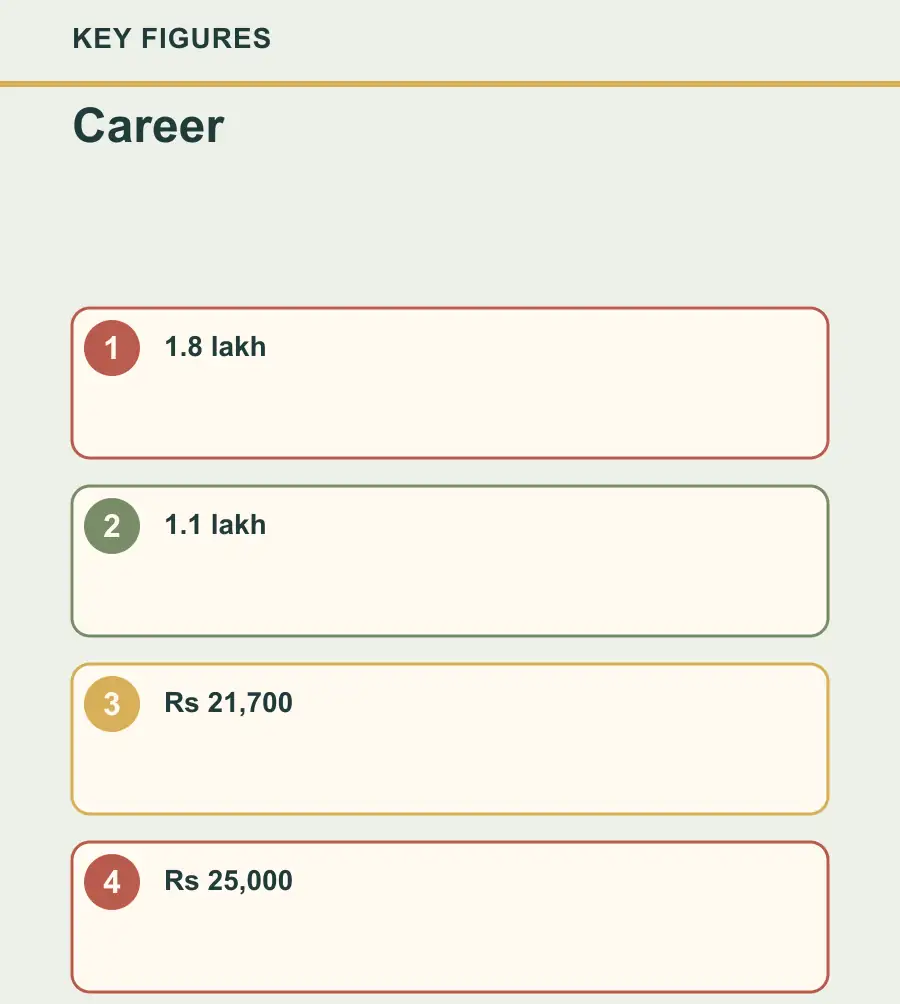 KEY FIGURES
Career
1 1.8 lakh
2 1.1 lakh
3 Rs 21,700
4 Rs 25,000